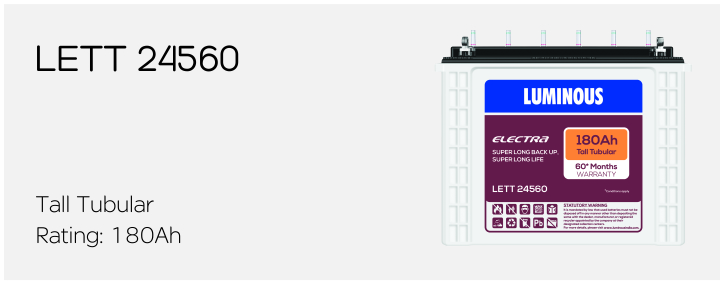 LETT 24560
Tall Tubular
Rating: 180Ah
LUMINOUS
ELECTRA
SUPER LONG BACK UP,
SUPER LONG LIFE
180Ah
Tall Tubular
60* Months
WARRANTY
LETT 24560
*Conditions apply
STATUTORY WARNING
Pb